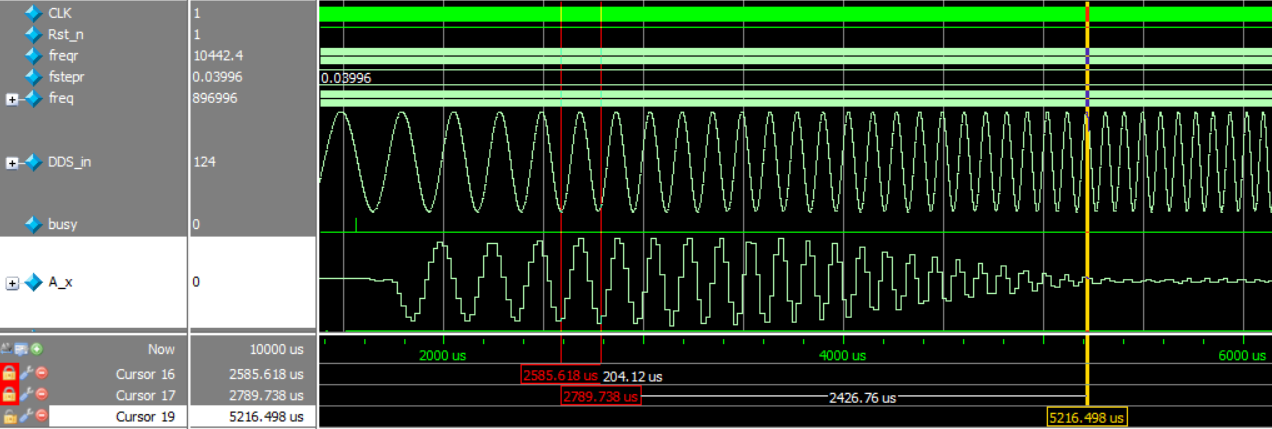 CLK 1
Rst_n 1
freqr 10442.4
fstepr 0.03996 0.03996
freq 896996
DDS_in 124
busy 0
A_x 0
Now 10000 us 2000 us 4000 us 6000 us
Cursor 16 2585.618 us 2585.618 us 204.12 us
Cursor 17 2789.738 us 2789.738 us 2426.76 us
Cursor 19 5216.498 us 5216.498 us